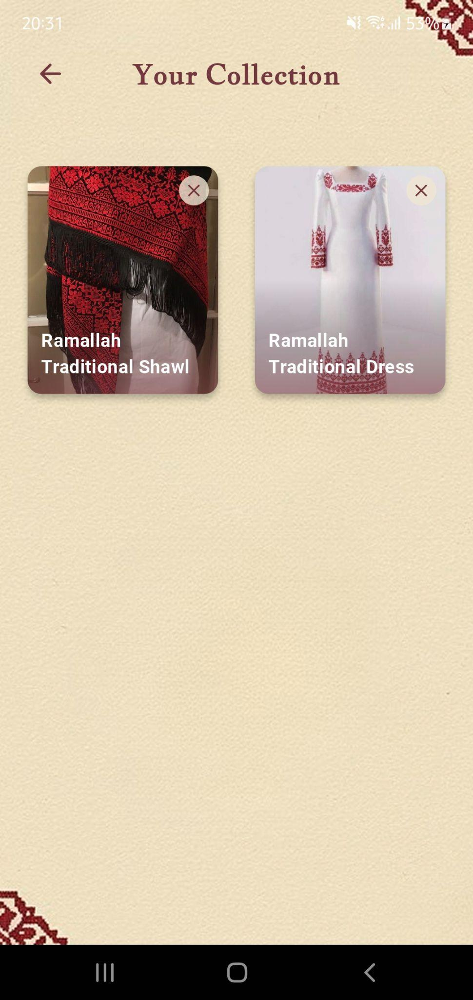 20:31
53%
Your Collection
Ramallah
Traditional Shawl
Ramallah
Traditional Dress